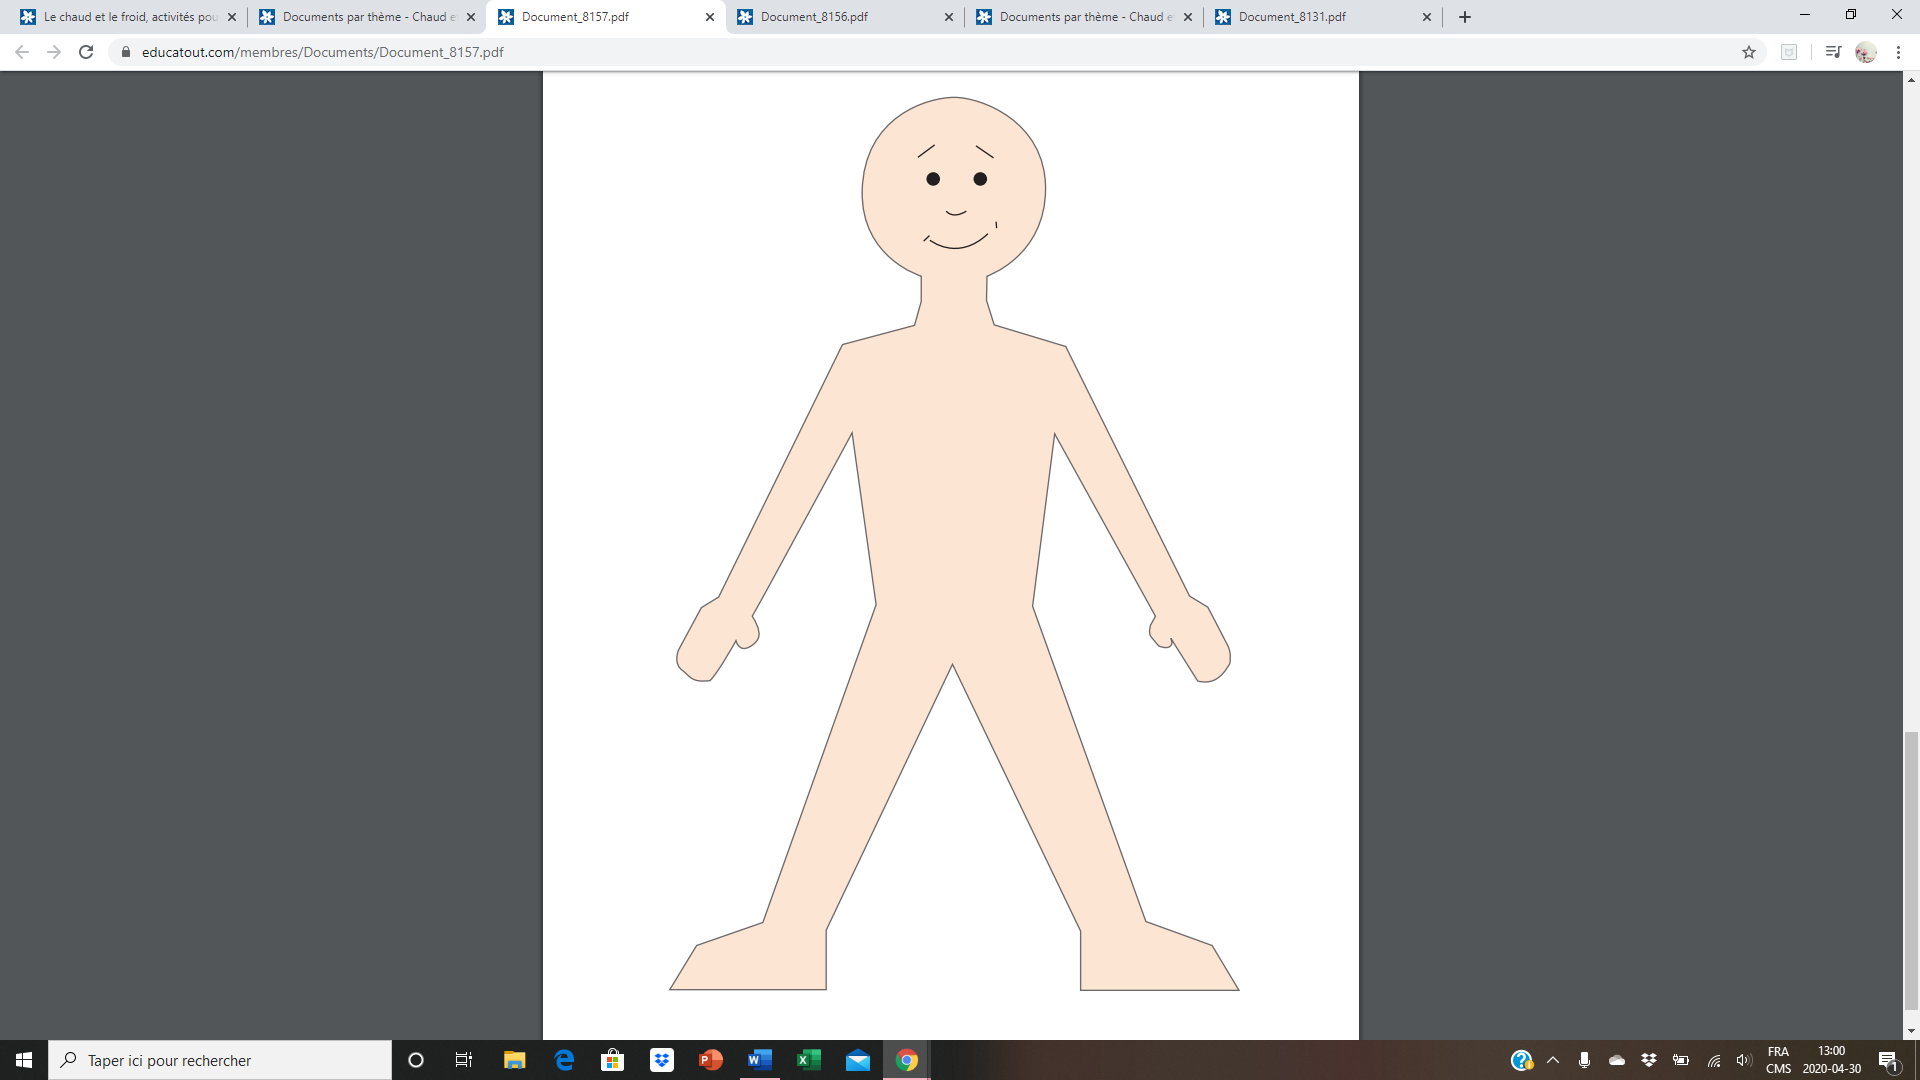 Le chaud et le froid, activités pou
Documents par thème - Chaud e
Document_8157.pdf
Document_8156.pdf
Documents par thème - Chaud e
Document_8131.pdf
educatout.com/membres/Documents/Document_8157.pdf
Taper ici pour rechercher
FRA
CMS
13:00
2020-04-30
1